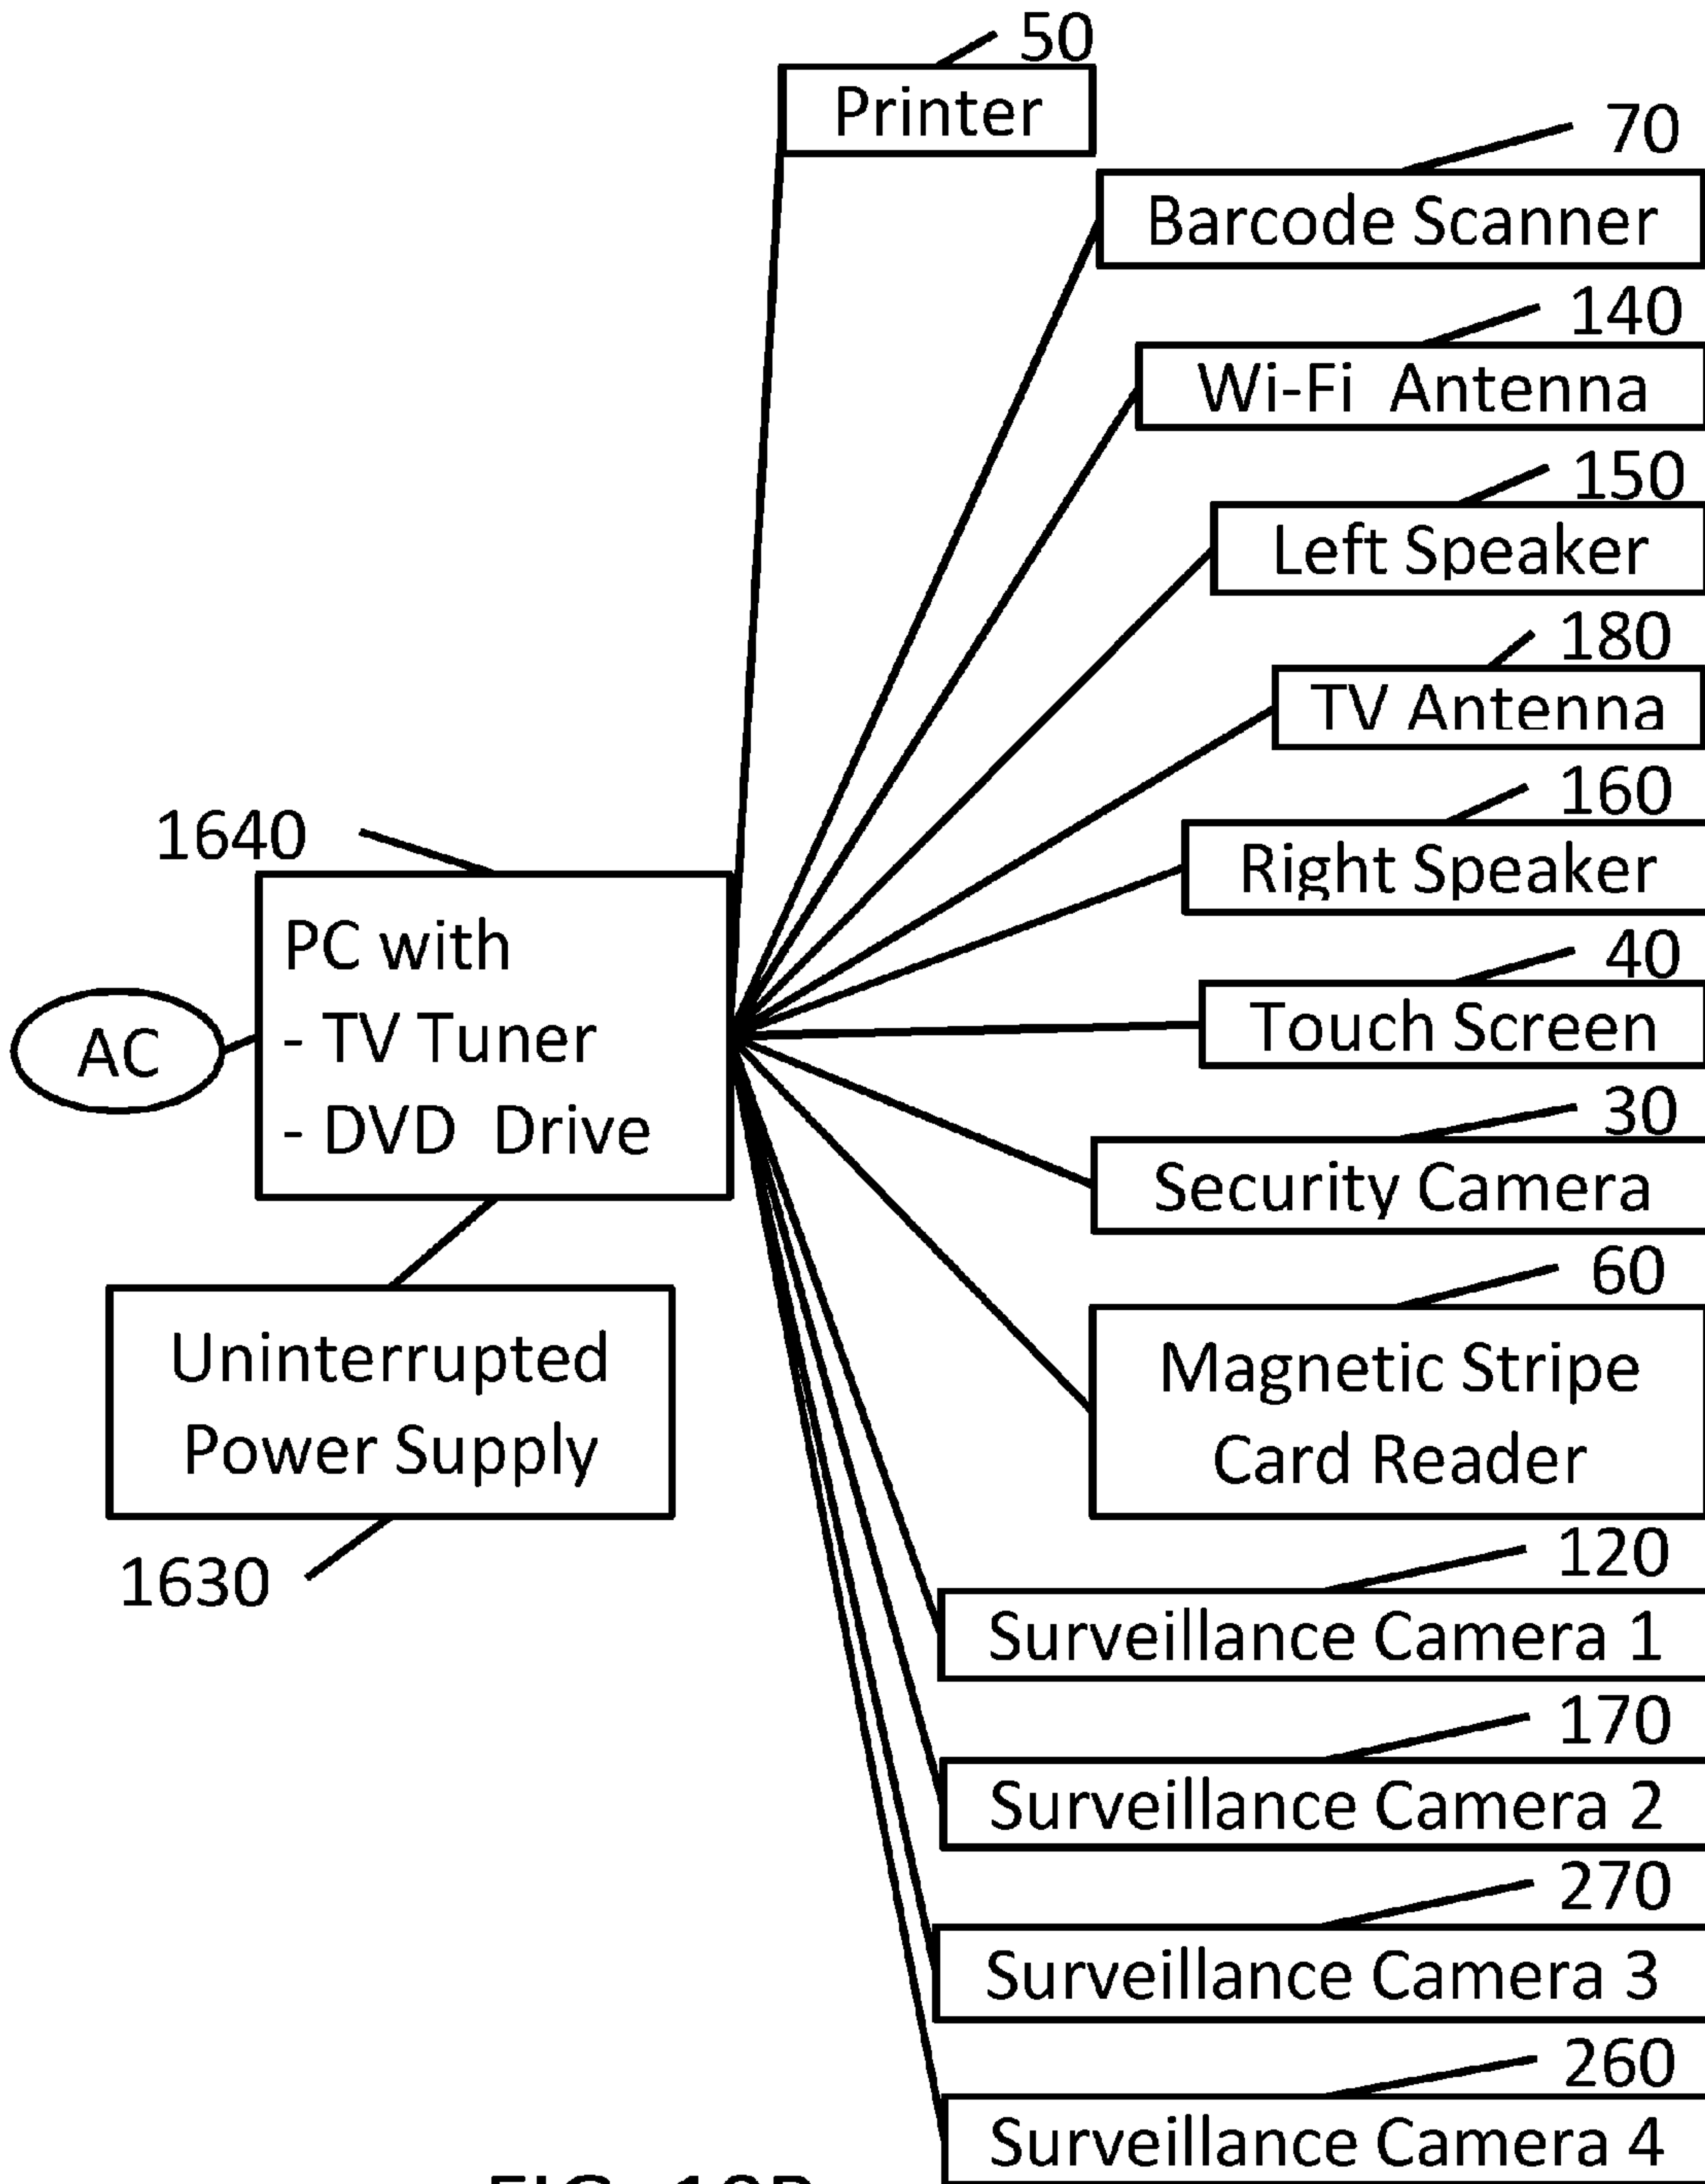 50
Printer
70
Barcode Scanner
140
Wi-Fi Antenna
150
Left Speaker
180
TV Antenna
160
Right Speaker
1640
PC with
- TV Tuner
- DVD Drive
AC
40
Touch Screen
30
Security Camera
60
Magnetic Stripe
Card Reader
Uninterrupted
Power Supply
1630
120
Surveillance Camera 1
170
Surveillance Camera 2
270
Surveillance Camera 3
260
Surveillance Camera 4